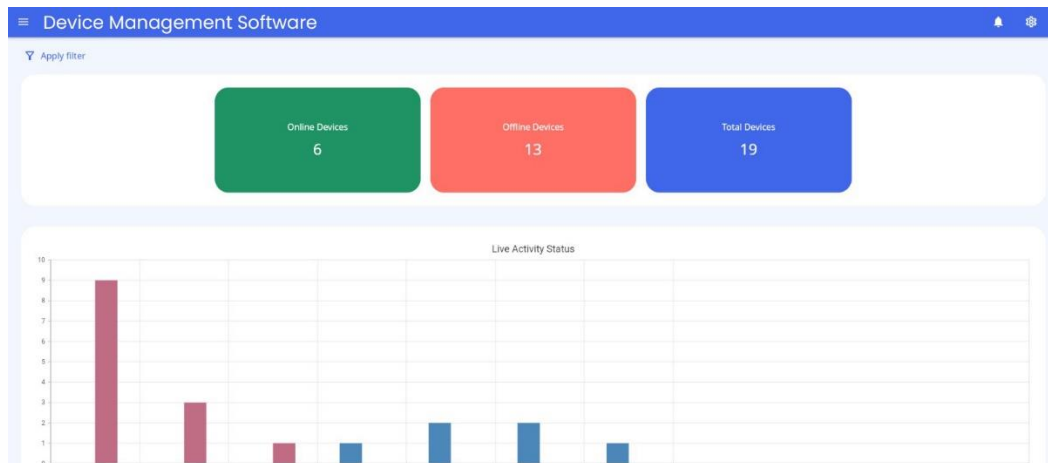 Device Management Software
Apply filter
Online Devices
6
Offline Devices
13
Total Devices
19
Live Activity Status
10
9
8
7
6
5
4
3
2
1
0